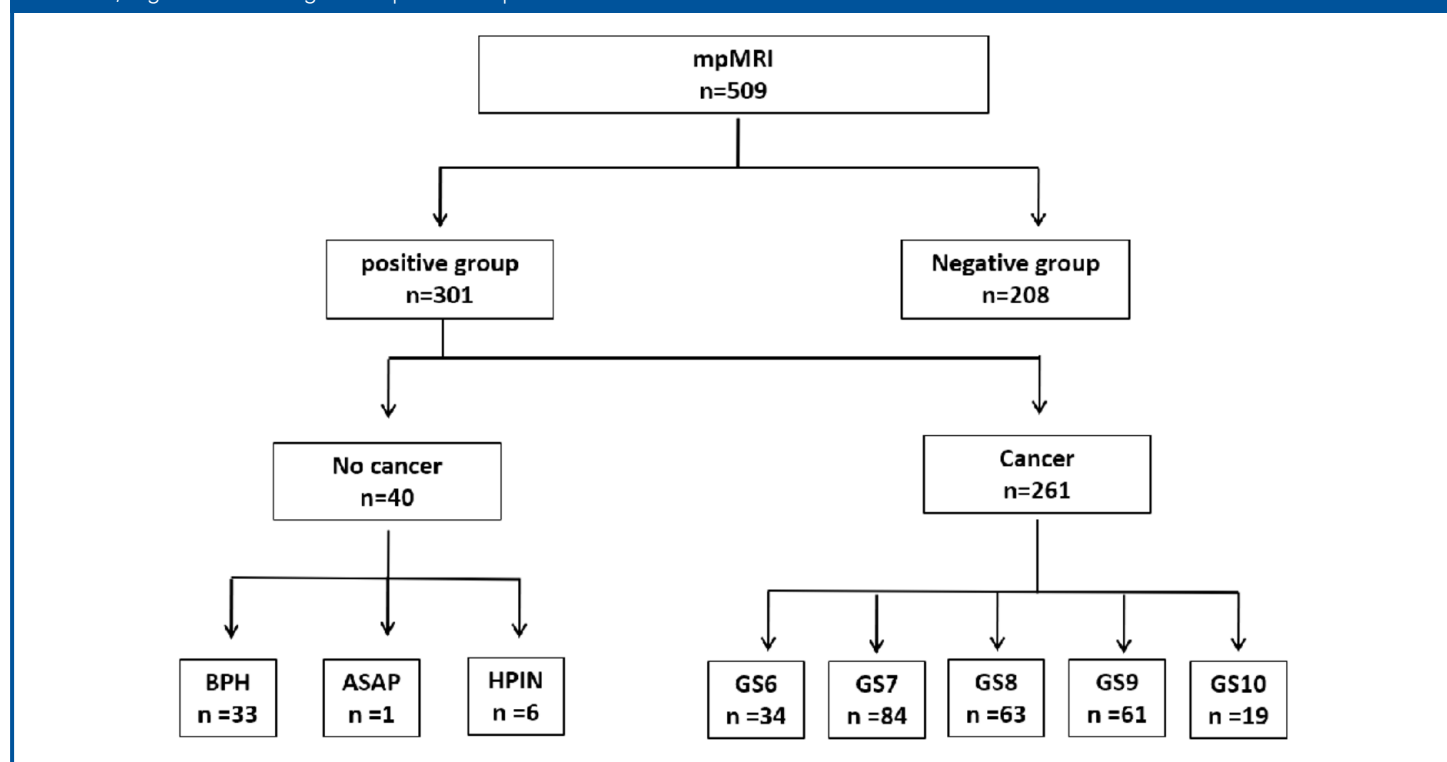 mpMRI
n=509
positive group
n=301
Negative group
n=208
No cancer
n=40
Cancer
n=261
BPH
n =33
ASAP
n =1
HPIN
n =6
GS6
n =34
GS7
n =84
GS8
n =63
GS9
n =61
GS10
n =19